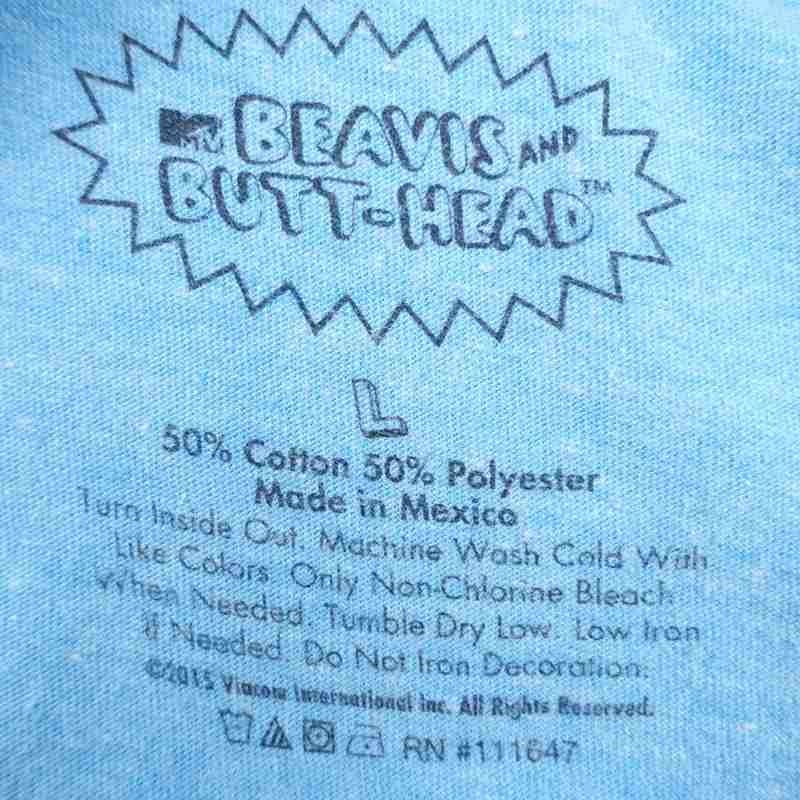 MTV BEAVIS AND
BUTT-HEAD™
L
50% Cotton 50% Polyester
Made in Mexico
Turn Inside Out. Machine Wash Cold With
Like Colors. Only Non-Chlorine Bleach
When Needed. Tumble Dry Low. Low Iron
If Needed. Do Not Iron Decoration.
©2015 Viacom International Inc. All Rights Reserved.
RN #111647